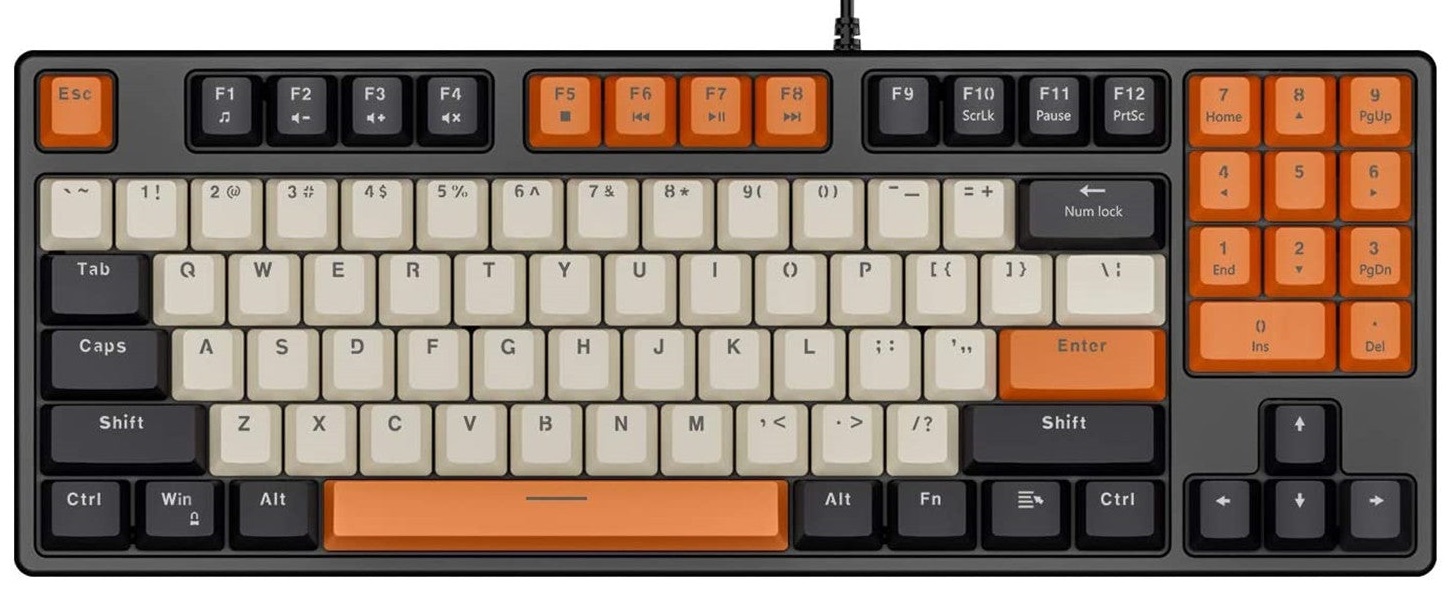 Esc F1 F2 F3 F4 F5 F6 F7 F8 F9 F10 F11 F12 7 8 9
ScrLk Pause PrtSc Home PgUp
` ~ 1 ! 2 @ 3 # 4 $ 5 % 6 ^ 7 & 8 * 9 ( 0 ) - _ = + ← 4 5 6
Num lock
Tab Q W E R T Y U I O P [ { ] } \ ¦ 1 2 3
End PgDn
Caps A S D F G H J K L ; : ' „ Enter 0 .
Ins Del
Shift Z X C V B N M , < . > / ? Shift ↑
Ctrl Win Alt Alt Fn Ctrl ← ↓ →